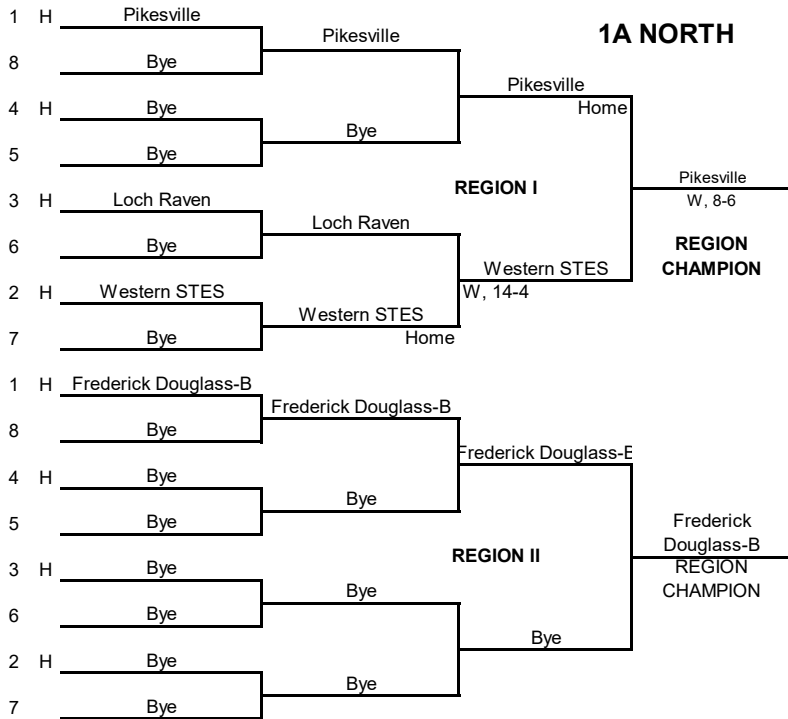 1 H Pikesville
Pikesville
1A NORTH
8 Bye
Pikesville
4 H Bye
Home
Bye
5 Bye
Pikesville
REGION I
3 H Loch Raven
W, 8-6
Loch Raven
6 Bye
REGION
CHAMPION
Western STES
2 H Western STES
W, 14-4
Western STES
7 Bye
Home
1 H Frederick Douglass-B
Frederick Douglass-B
8 Bye
Frederick Douglass-B
4 H Bye
Bye
5 Bye
Frederick
Douglass-B
REGION II
3 H Bye
REGION
CHAMPION
Bye
6 Bye
Bye
2 H Bye
Bye
7 Bye